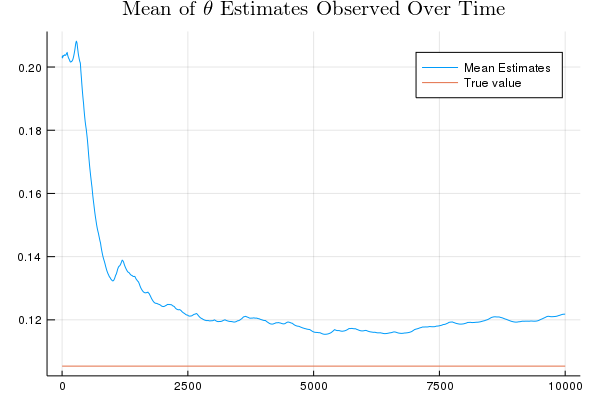 Mean of θ Estimates Observed Over Time
Mean Estimates
True value
0.20
0.18
0.16
0.14
0.12
0 2500 5000 7500 10000